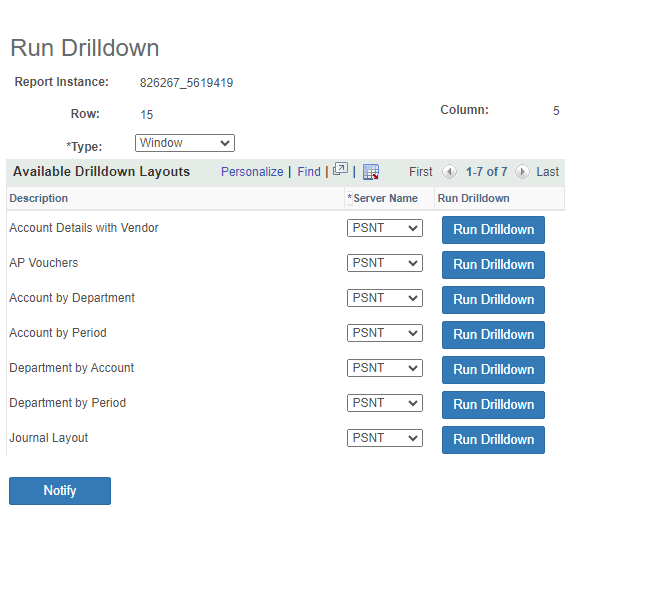 Run Drilldown
Report Instance: 826267_5619419
Row: 15 Column: 5
*Type: Window
Available Drilldown Layouts Personalize | Find | | First 1-7 of 7 Last
Description *Server Name Run Drilldown
Account Details with Vendor PSNT Run Drilldown
AP Vouchers PSNT Run Drilldown
Account by Department PSNT Run Drilldown
Account by Period PSNT Run Drilldown
Department by Account PSNT Run Drilldown
Department by Period PSNT Run Drilldown
Journal Layout PSNT Run Drilldown
Notify